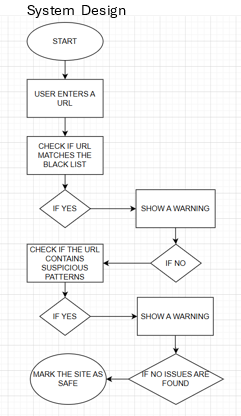 System Design
START
USER ENTERS A
URL
CHECK IF URL
MATCHES THE
BLACK LIST
IF YES
SHOW A WARNING
IF NO
CHECK IF THE URL
CONTAINS
SUSPICIOUS
PATTERNS
IF YES
SHOW A WARNING
IF NO ISSUES ARE
FOUND
MARK THE SITE AS
SAFE